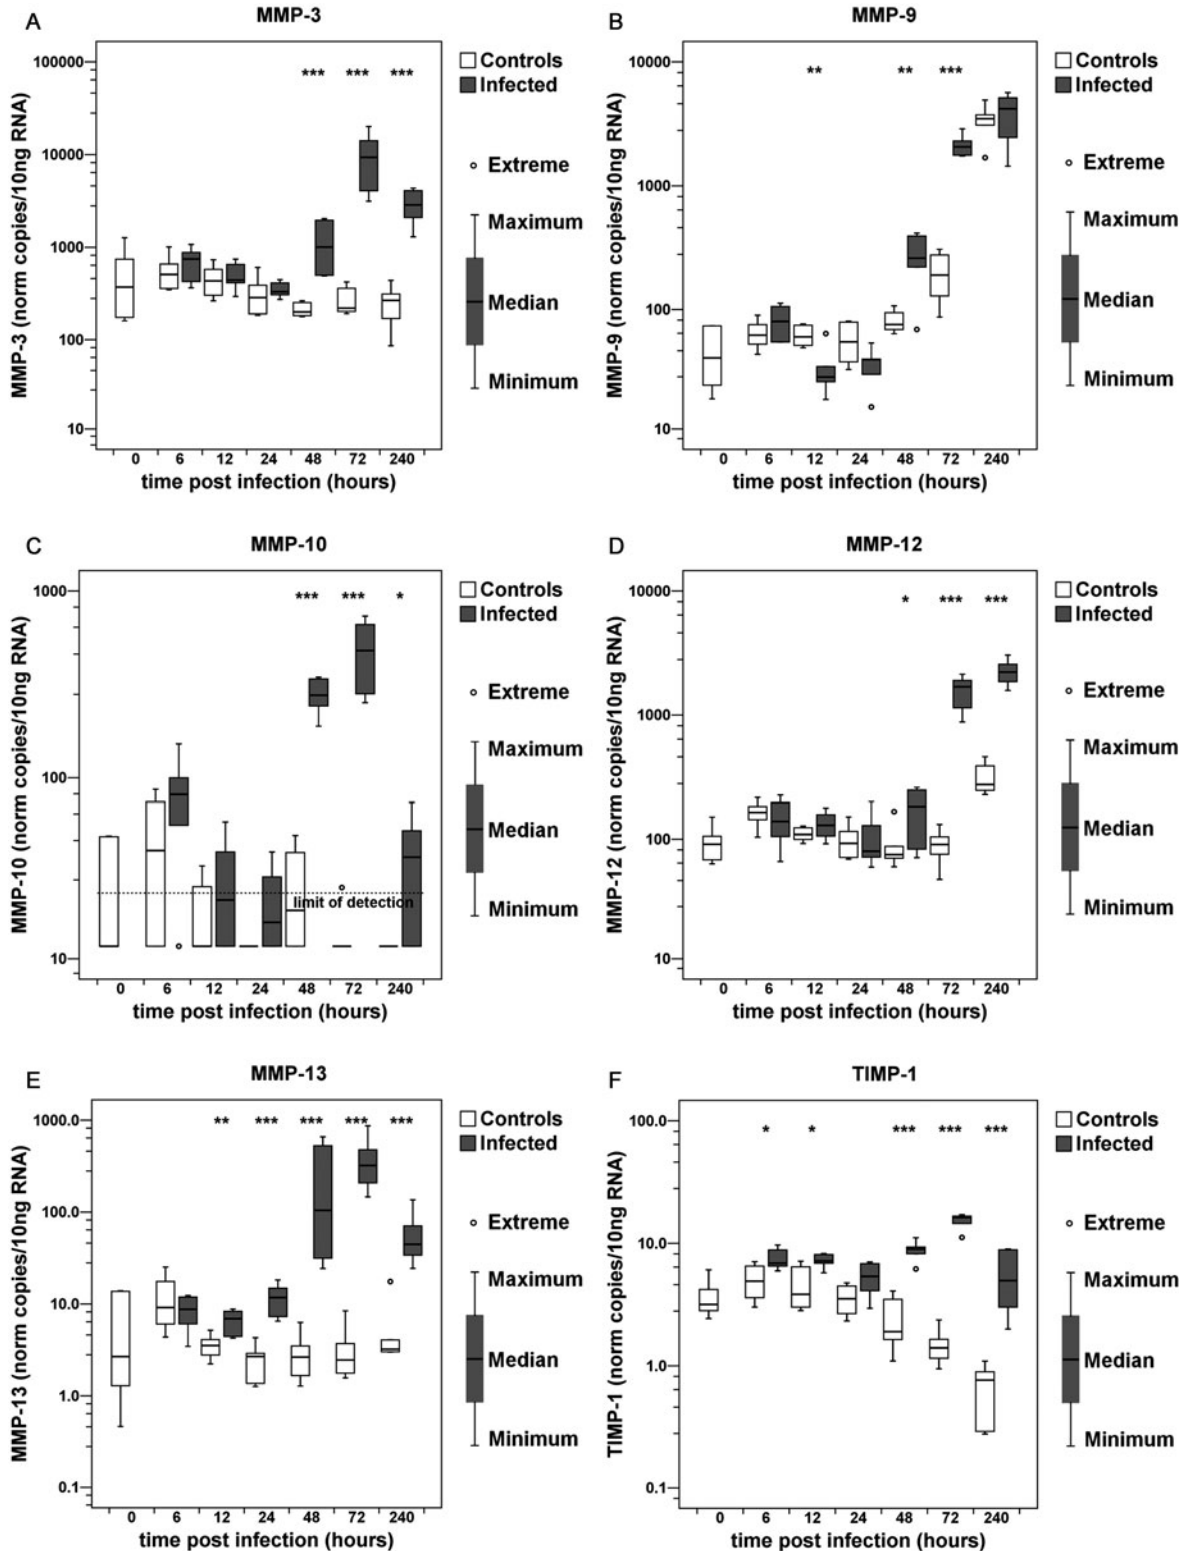 A
MMP-3
MMP-3 (norm copies/10ng RNA)
100000
10000
1000
100
10
*** *** ***
0 6 12 24 48 72 240
time post infection (hours)
Controls
Infected
Extreme
Maximum
Median
Minimum
B
MMP-9
MMP-9 (norm copies/10ng RNA)
10000
1000
100
10
** ** ***
0 6 12 24 48 72 240
time post infection (hours)
Controls
Infected
Extreme
Maximum
Median
Minimum
C
MMP-10
MMP-10 (norm copies/10ng RNA)
1000
100
10
*** *** *
limit of detection
0 6 12 24 48 72 240
time post infection (hours)
Controls
Infected
Extreme
Maximum
Median
Minimum
D
MMP-12
MMP-12 (norm copies/10ng RNA)
10000
1000
100
10
* *** ***
0 6 12 24 48 72 240
time post infection (hours)
Controls
Infected
Extreme
Maximum
Median
Minimum
E
MMP-13
MMP-13 (norm copies/10ng RNA)
1000.0
100.0
10.0
1.0
0.1
** *** *** *** ***
0 6 12 24 48 72 240
time post infection (hours)
Controls
Infected
Extreme
Maximum
Median
Minimum
F
TIMP-1
TIMP-1 (norm copies/10ng RNA)
100.0
10.0
1.0
0.1
* * *** *** ***
0 6 12 24 48 72 240
time post infection (hours)
Controls
Infected
Extreme
Maximum
Median
Minimum